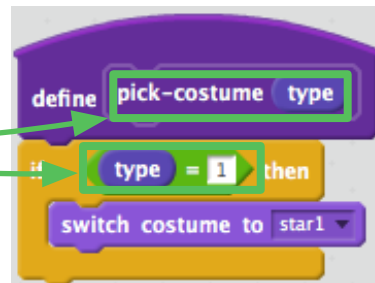 define pick-costume type
if type = 1 then
switch costume to star1